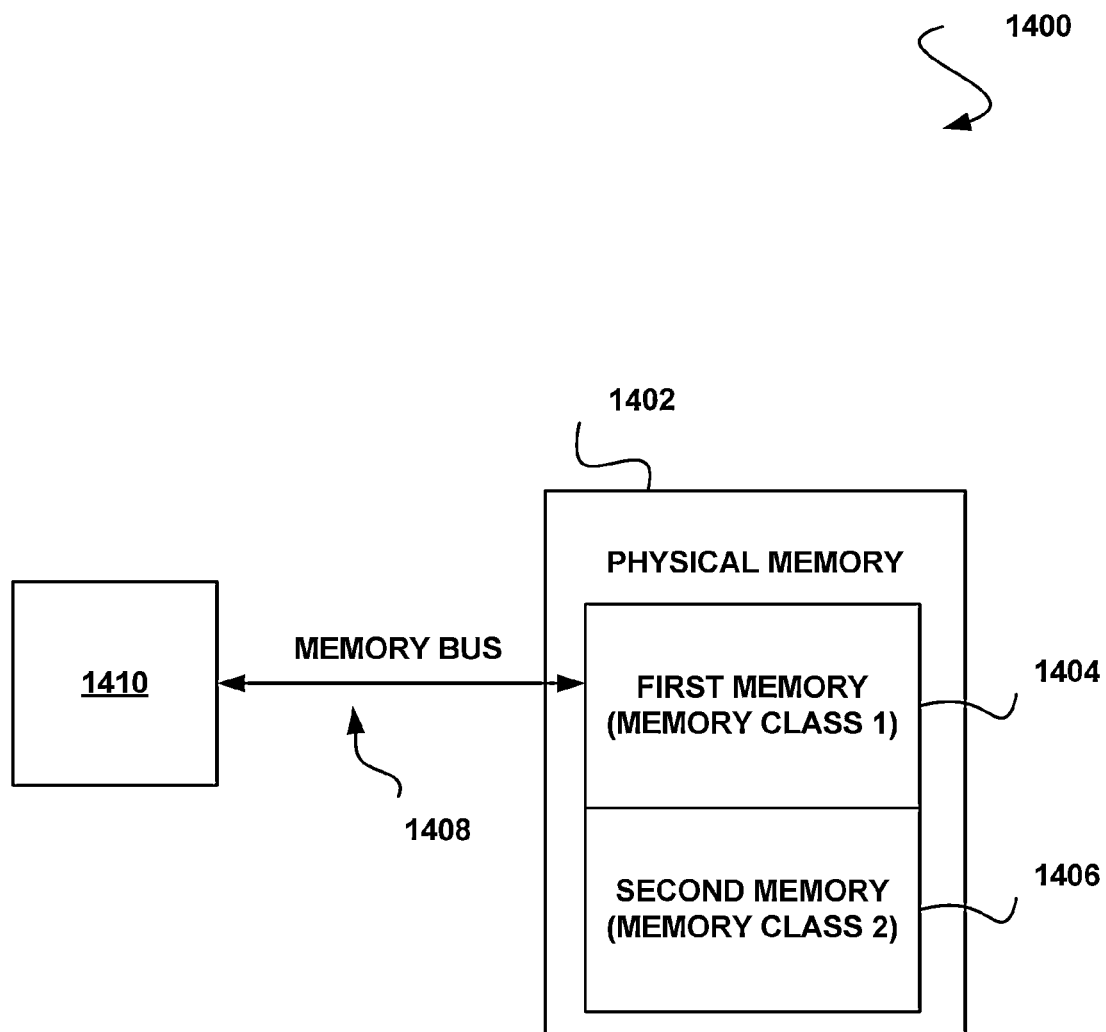 1400
1402
PHYSICAL MEMORY
MEMORY BUS
1410
FIRST MEMORY
(MEMORY CLASS 1)
1404
1408
SECOND MEMORY
(MEMORY CLASS 2)
1406